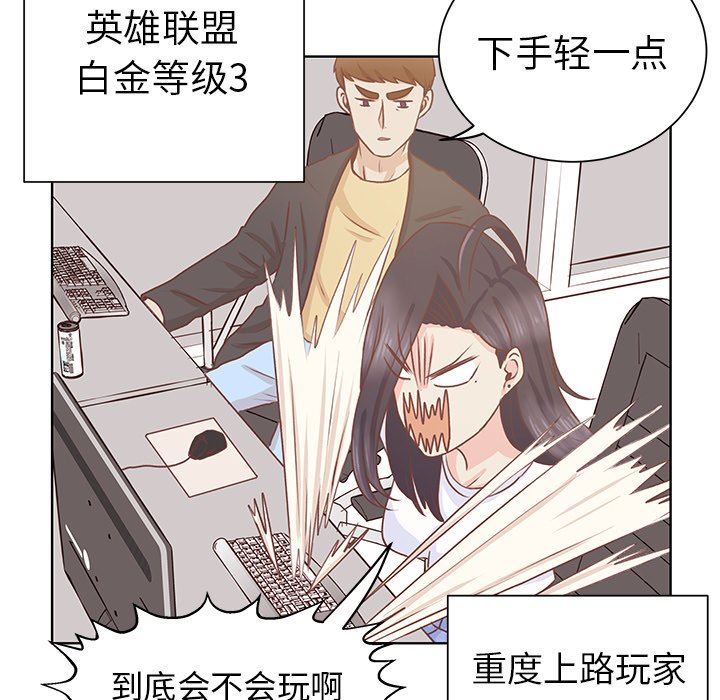 英雄联盟
白金等级3
下手轻一点
到底会不会玩啊
重度上路玩家